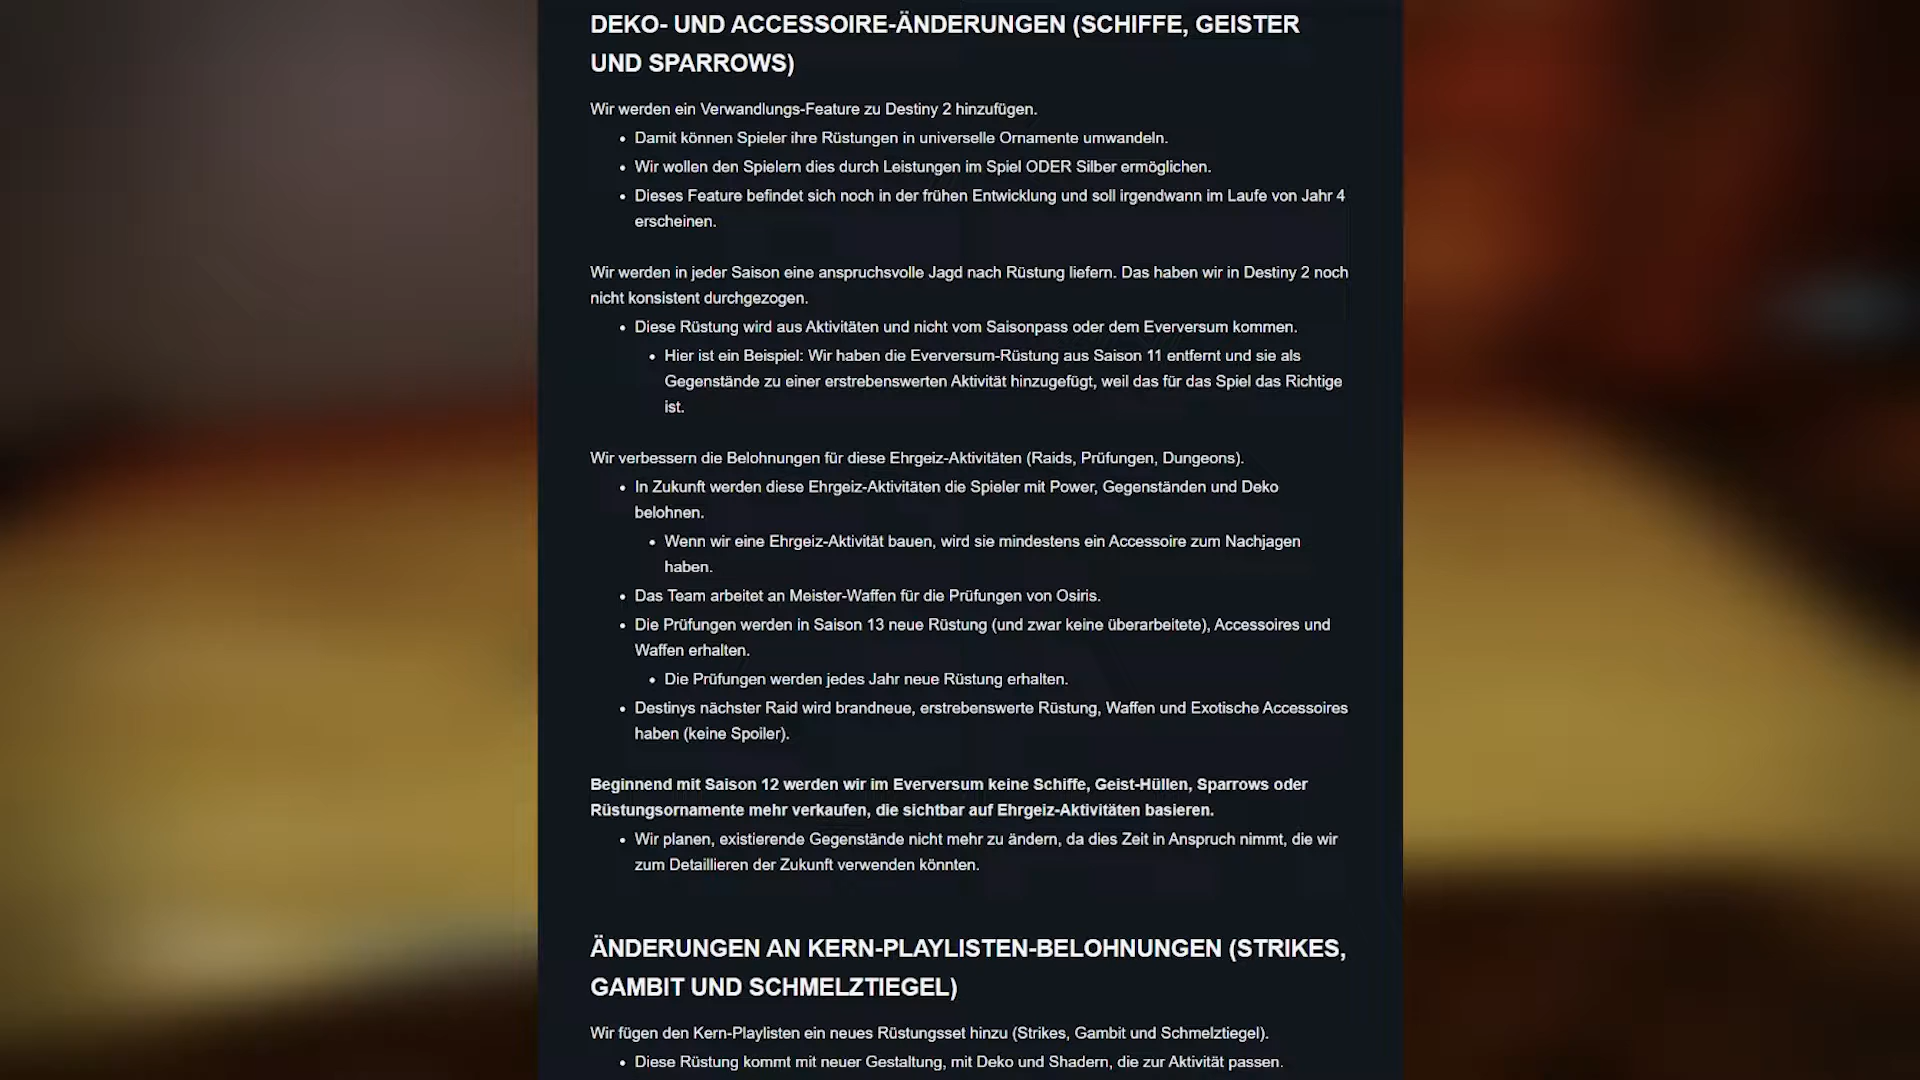 DEKO- UND ACCESSOIRE-ÄNDERUNGEN (SCHIFFE, GEISTER
UND SPARROWS)
Wir werden ein Verwandlungs-Feature zu Destiny 2 hinzufügen.
• Damit können Spieler ihre Rüstungen in universelle Ornamente umwandeln.
• Wir wollen den Spielern dies durch Leistungen im Spiel ODER Silber ermöglichen.
• Dieses Feature befindet sich noch in der frühen Entwicklung und soll irgendwann im Laufe von Jahr 4
erscheinen.
Wir werden in jeder Saison eine anspruchsvolle Jagd nach Rüstung liefern. Das haben wir in Destiny 2 noch
nicht konsistent durchgezogen.
• Diese Rüstung wird aus Aktivitäten und nicht vom Saisonpass oder dem Everversum kommen.
• Hier ist ein Beispiel: Wir haben die Everversum-Rüstung aus Saison 11 entfernt und sie als
Gegenstände zu einer erstrebenswerten Aktivität hinzugefügt, weil das für das Spiel das Richtige
ist.
Wir verbessern die Belohnungen für diese Ehrgeiz-Aktivitäten (Raids, Prüfungen, Dungeons).
• In Zukunft werden diese Ehrgeiz-Aktivitäten die Spieler mit Power, Gegenständen und Deko
belohnen.
• Wenn wir eine Ehrgeiz-Aktivität bauen, wird sie mindestens ein Accessoire zum Nachjagen
haben.
• Das Team arbeitet an Meister-Waffen für die Prüfungen von Osiris.
• Die Prüfungen werden in Saison 13 neue Rüstung (und zwar keine überarbeitete), Accessoires und
Waffen erhalten.
• Die Prüfungen werden jedes Jahr neue Rüstung erhalten.
• Destinys nächster Raid wird brandneue, erstrebenswerte Rüstung, Waffen und Exotische Accessoires
haben (keine Spoiler).
Beginnend mit Saison 12 werden wir im Everversum keine Schiffe, Geist-Hüllen, Sparrows oder
Rüstungsornamente mehr verkaufen, die sichtbar auf Ehrgeiz-Aktivitäten basieren.
• Wir planen, existierende Gegenstände nicht mehr zu ändern, da dies Zeit in Anspruch nimmt, die wir
zum Detaillieren der Zukunft verwenden könnten.
ÄNDERUNGEN AN KERN-PLAYLISTEN-BELOHNUNGEN (STRIKES,
GAMBIT UND SCHMELZTIEGEL)
Wir fügen den Kern-Playlisten ein neues Rüstungsset hinzu (Strikes, Gambit und Schmelztiegel).
• Diese Rüstung kommt mit neuer Gestaltung, mit Deko und Shadern, die zur Aktivität passen.